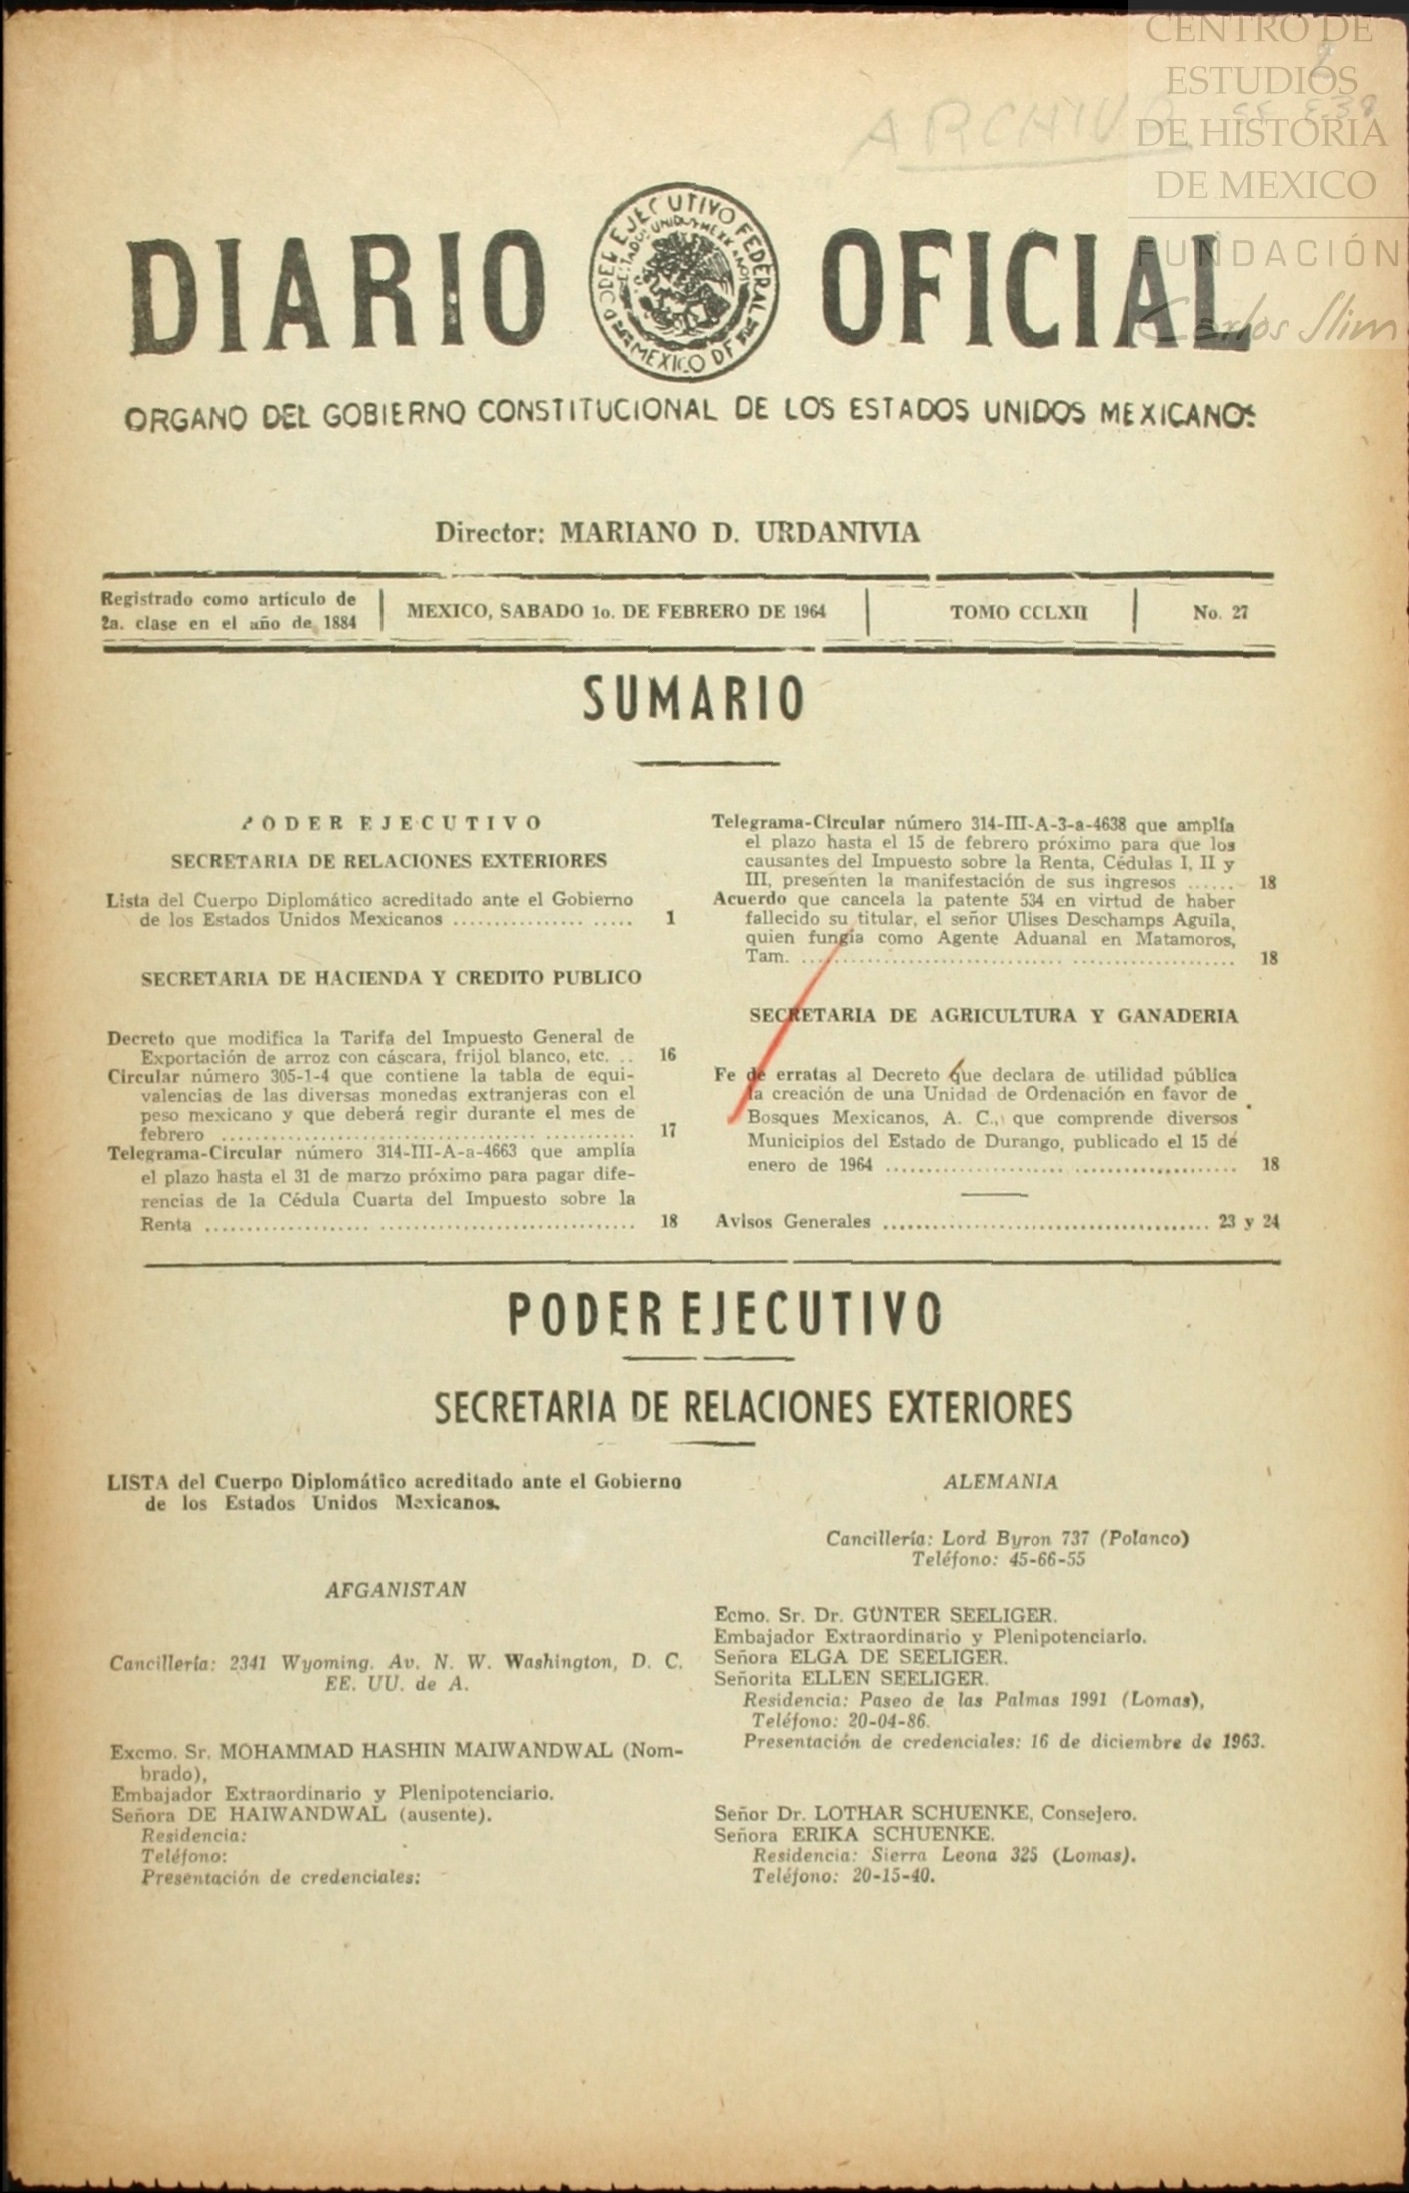 CENTRO DE
ESTUDIOS
DE HISTORIA
DE MEXICO
FUNDACIÓN
Carlos Slim
ARCHIVO
DIARIO OFICIAL
PODER EJECUTIVO FEDERAL
ESTADOS UNIDOS MEXICANOS
MEXICO DF
ORGANO DEL GOBIERNO CONSTITUCIONAL DE LOS ESTADOS UNIDOS MEXICANOS
Director: MARIANO D. URDANIVIA
Registrado como artículo de
2a. clase en el año de 1884
MEXICO, SABADO 1o. DE FEBRERO DE 1964
TOMO CCLXII
No. 27
SUMARIO
PODER EJECUTIVO
SECRETARIA DE RELACIONES EXTERIORES
Lista del Cuerpo Diplomático acreditado ante el Gobierno
de los Estados Unidos Mexicanos ............... ..... 1
SECRETARIA DE HACIENDA Y CREDITO PUBLICO
Decreto que modifica la Tarifa del Impuesto General de
Exportación de arroz con cáscara, frijol blanco, etc. .. 16
Circular número 305-1-4 que contiene la tabla de equi-
valencias de las diversas monedas extranjeras con el
peso mexicano y que deberá regir durante el mes de
febrero .................................. ........... 17
Telegrama-Circular número 314-III-A-a-4663 que amplía
el plazo hasta el 31 de marzo próximo para pagar dife-
rencias de la Cédula Cuarta del Impuesto sobre la
Renta ................... ............................. 18
Telegrama-Circular número 314-III-A-3-a-4638 que amplía
el plazo hasta el 15 de febrero próximo para que los
causantes del Impuesto sobre la Renta, Cédulas I, II y
III, presenten la manifestación de sus ingresos ...... 18
Acuerdo que cancela la patente 534 en virtud de haber
fallecido su titular, el señor Ulises Deschamps Aguila,
quien fungía como Agente Aduanal en Matamoros,
Tam. ................................ ................... 18
SECRETARIA DE AGRICULTURA Y GANADERIA
Fe de erratas al Decreto que declara de utilidad pública
la creación de una Unidad de Ordenación en favor de
Bosques Mexicanos, A. C., que comprende diversos
Municipios del Estado de Durango, publicado el 15 de
enero de 1964 ...................... ................... 18
Avisos Generales ...................................... 23 y 24
PODER EJECUTIVO
SECRETARIA DE RELACIONES EXTERIORES
LISTA del Cuerpo Diplomático acreditado ante el Gobierno
de los Estados Unidos Mexicanos.
AFGANISTAN
Cancillería: 2341 Wyoming. Av. N. W. Washington, D. C.
EE. UU. de A.
Excmo. Sr. MOHAMMAD HASHIN MAIWANDWAL (Nom-
brado),
Embajador Extraordinario y Plenipotenciario.
Señora DE HAIWANDWAL (ausente).
Residencia:
Teléfono:
Presentación de credenciales:
ALEMANIA
Cancillería: Lord Byron 737 (Polanco)
Teléfono: 45-66-55
Ecmo. Sr. Dr. GÜNTER SEELIGER.
Embajador Extraordinario y Plenipotenciario.
Señora ELGA DE SEELIGER.
Señorita ELLEN SEELIGER.
Residencia: Paseo de las Palmas 1991 (Lomas),
Teléfono: 20-04-86.
Presentación de credenciales: 16 de diciembre de 1963.
Señor Dr. LOTHAR SCHUENKE, Consejero.
Señora ERIKA SCHUENKE.
Residencia: Sierra Leona 325 (Lomas).
Teléfono: 20-15-40.